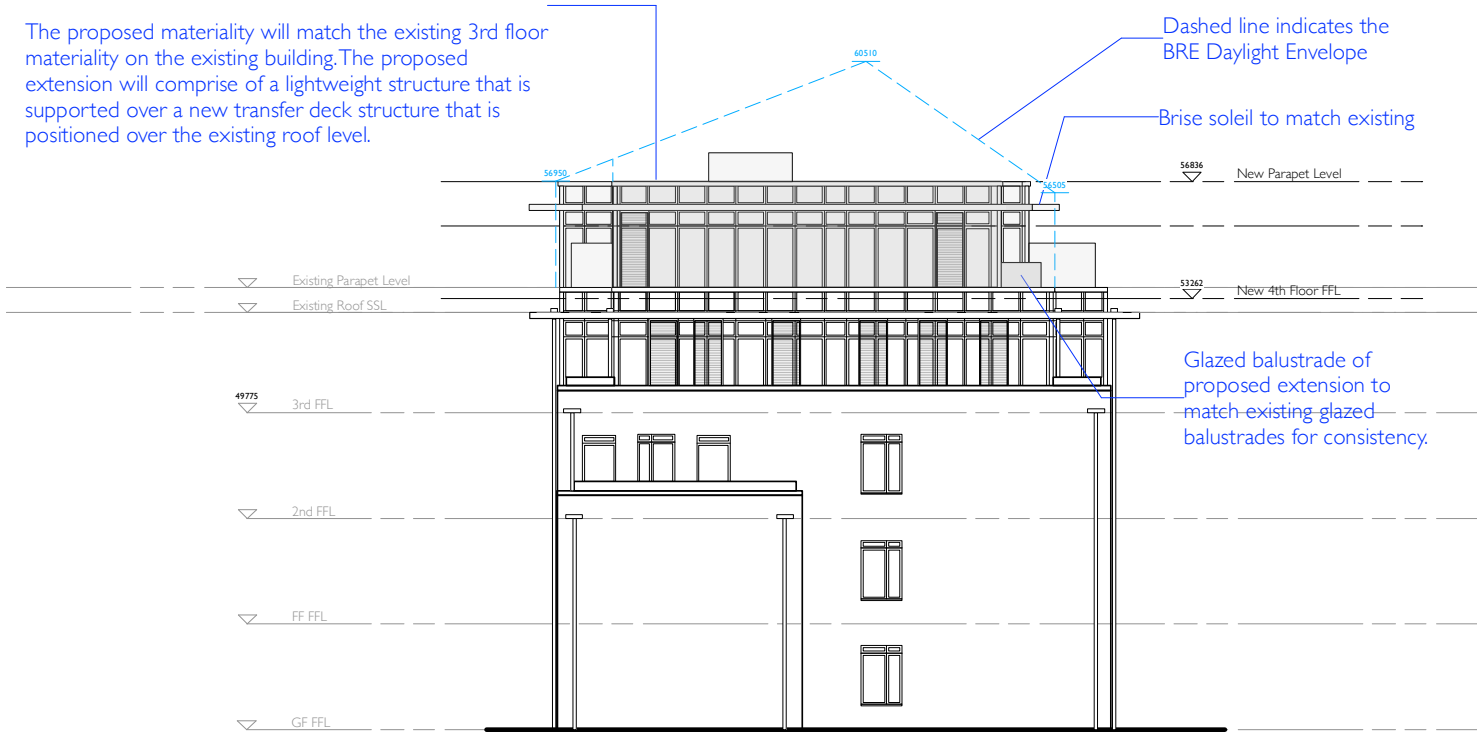 The proposed materiality will match the existing 3rd floor
materiality on the existing building.The proposed
extension will comprise of a lightweight structure that is
supported over a new transfer deck structure that is
positioned over the existing roof level.
Dashed line indicates the
BRE Daylight Envelope
60510
Brise soleil to match existing
56950
56505
56836
New Parapet Level
Existing Parapet Level
Existing Roof SSL
53262
New 4th Floor FFL
Glazed balustrade of
proposed extension to
match existing glazed
balustrades for consistency.
49775
3rd FFL
2nd FFL
FF FFL
GF FFL